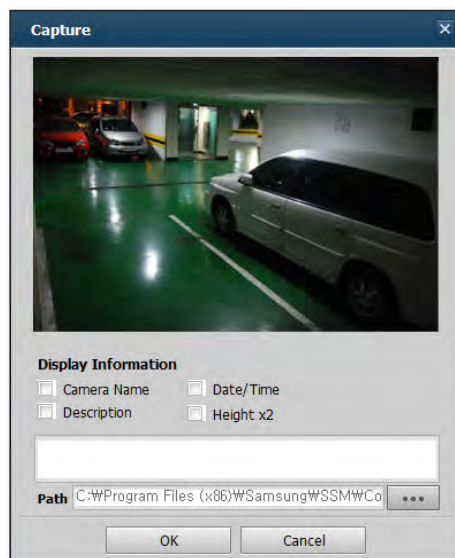 Capture
Display Information
Camera Name
Date/Time
Description
Height x2
Path C:₩Program Files (x86)₩Samsung₩SSM₩Co
OK Cancel